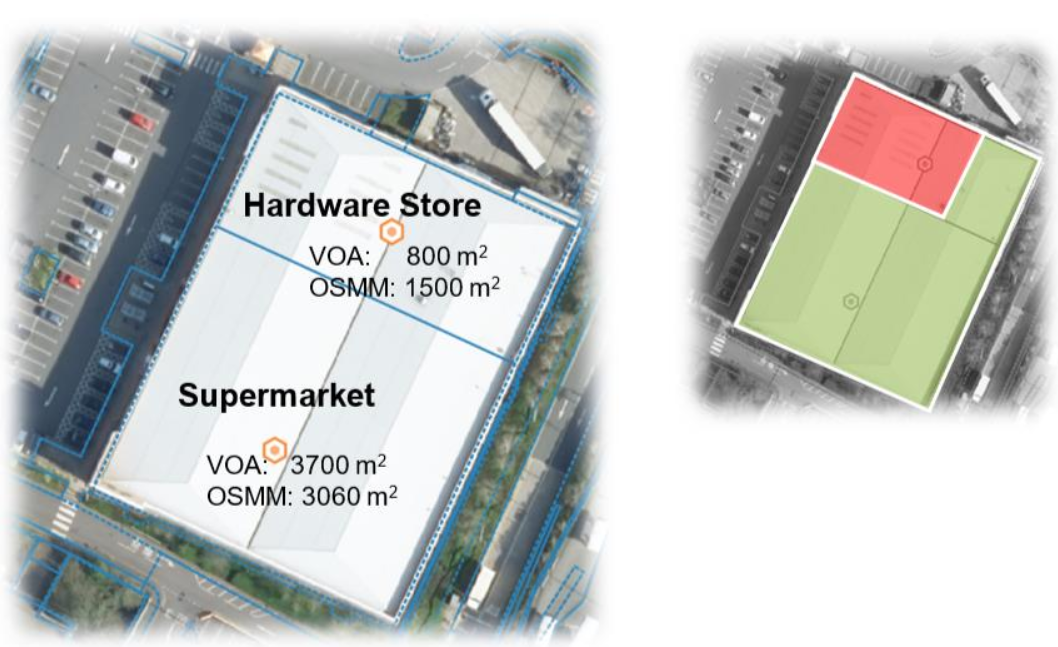 Hardware Store
VOA: 800 m²
OSMM: 1500 m²
Supermarket
VOA: 3700 m²
OSMM: 3060 m²